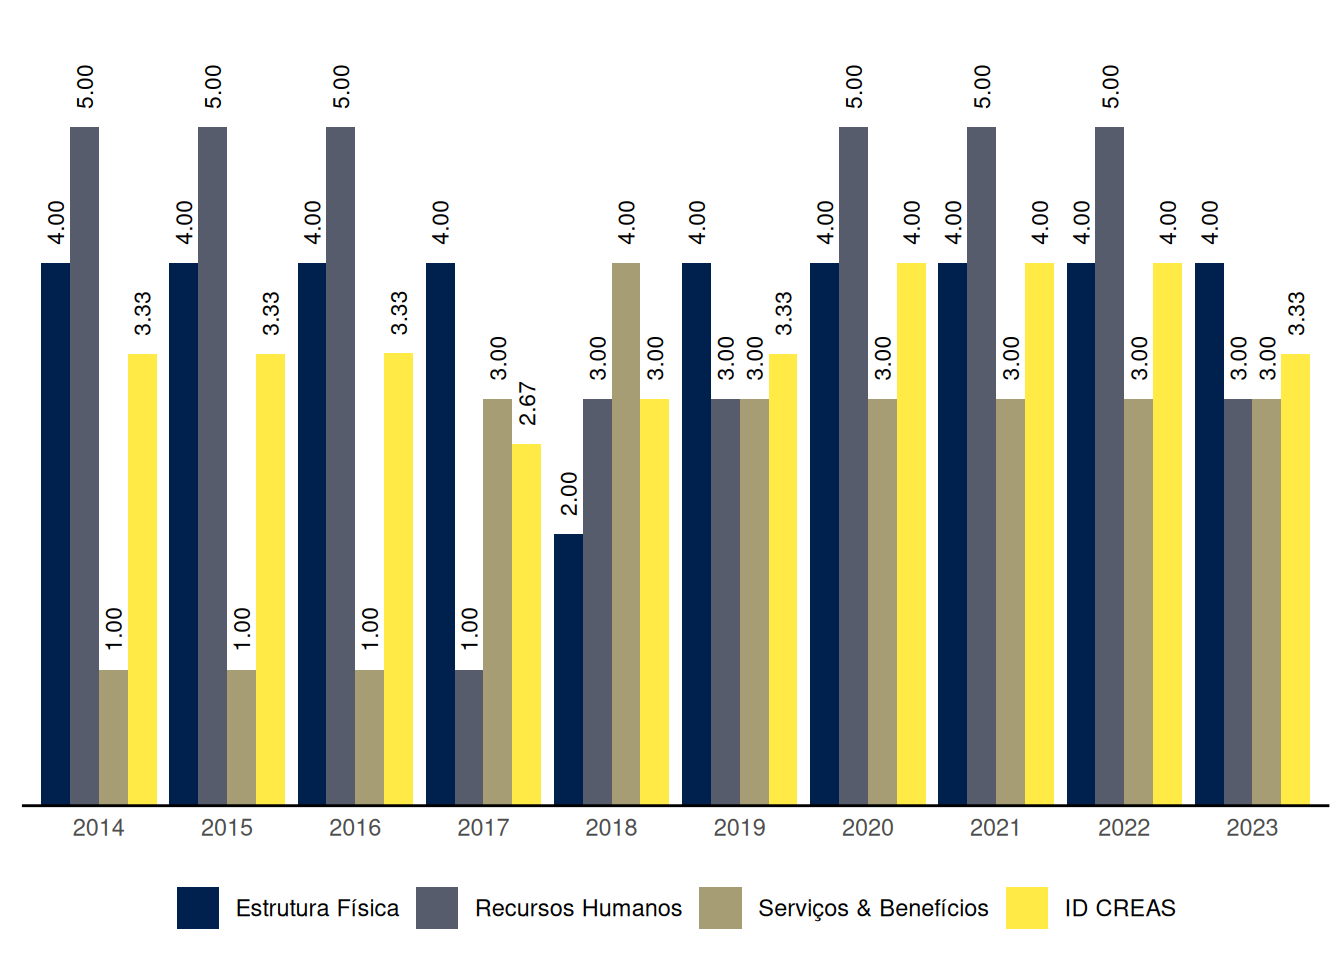 5.00 5.00 5.00 5.00 5.00 5.00
4.00 4.00 4.00 4.00 4.00 4.00 4.00 4.00 4.00 4.00 4.00 4.00 4.00
3.33 3.33 3.33 3.33 3.33
3.00 3.00 3.00 3.00 3.00 3.00 3.00 3.00 3.00 3.00
2.67
2.00
1.00 1.00 1.00 1.00
2014 2015 2016 2017 2018 2019 2020 2021 2022 2023
Estrutura Física Recursos Humanos Serviços & Benefícios ID CREAS